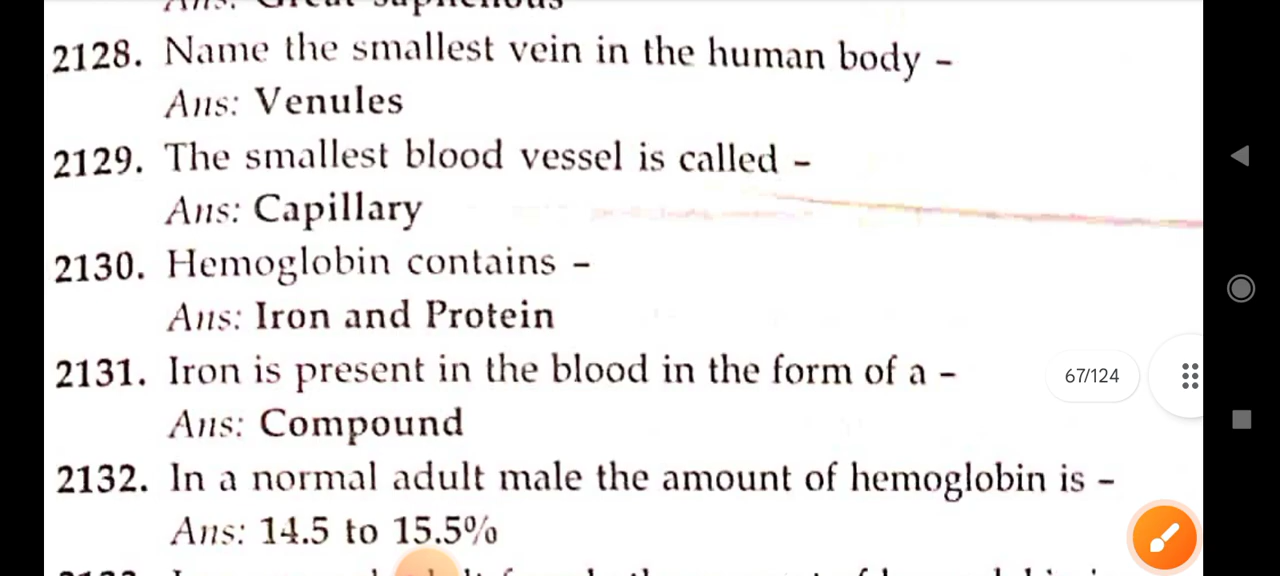 2128. Name the smallest vein in the human body –
Ans: Venules
2129. The smallest blood vessel is called –
Ans: Capillary
2130. Hemoglobin contains –
Ans: Iron and Protein
2131. Iron is present in the blood in the form of a –
67/124
Ans: Compound
2132. In a normal adult male the amount of hemoglobin is –
Ans: 14.5 to 15.5%